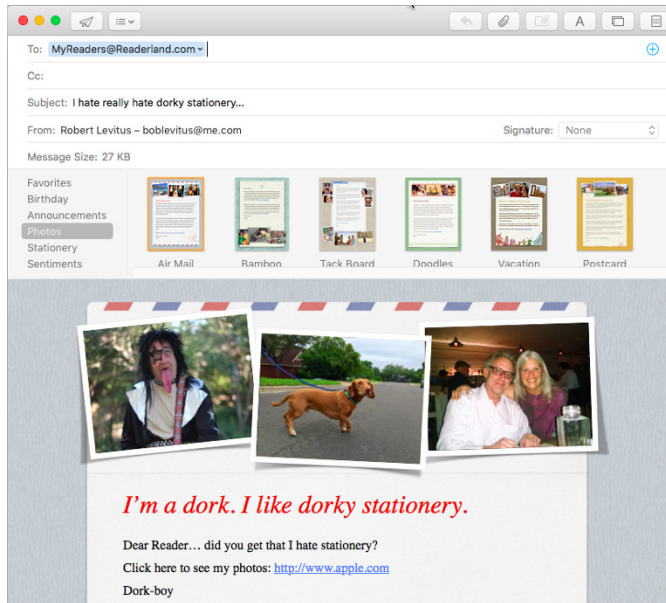 To: MyReaders@Readerland.com
Cc:
Subject: I hate really hate dorky stationery...
From: Robert Levitus – boblevitus@me.com
Signature: None
Message Size: 27 KB
Favorites
Birthday
Announcements
Photos
Stationery
Sentiments
Air Mail
Bamboo
Tack Board
Doodles
Vacation
Postcard
I'm a dork. I like dorky stationery.
Dear Reader… did you get that I hate stationery?
Click here to see my photos: http://www.apple.com
Dork-boy